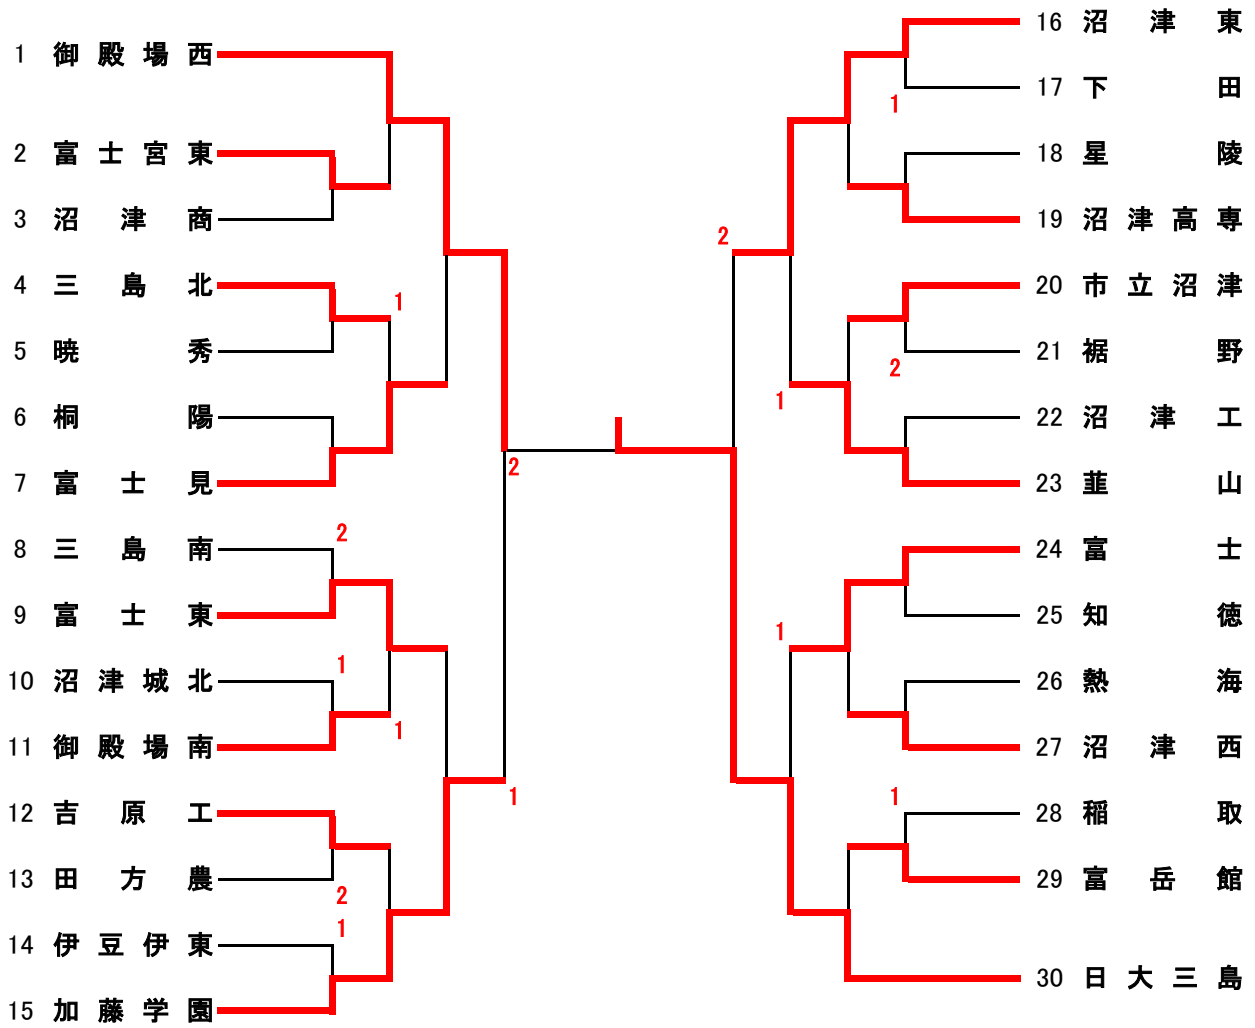 1 御殿場西
2 富士宮東
3 沼津商
4 三島北
1
5 暁秀
6 桐陽
7 富士見
2
8 三島南
2
9 富士東
10 沼津城北
1
11 御殿場南
1
12 吉原工
1
13 田方農
2
14 伊豆伊東
1
15 加藤学園
16 沼津東
17 下田
1
18 星陵
19 沼津高専
2
20 市立沼津
21 裾野
2
22 沼津工
1
23 韮山
24 富士
25 知徳
1
26 熱海
27 沼津西
28 稲取
1
29 富岳館
30 日大三島